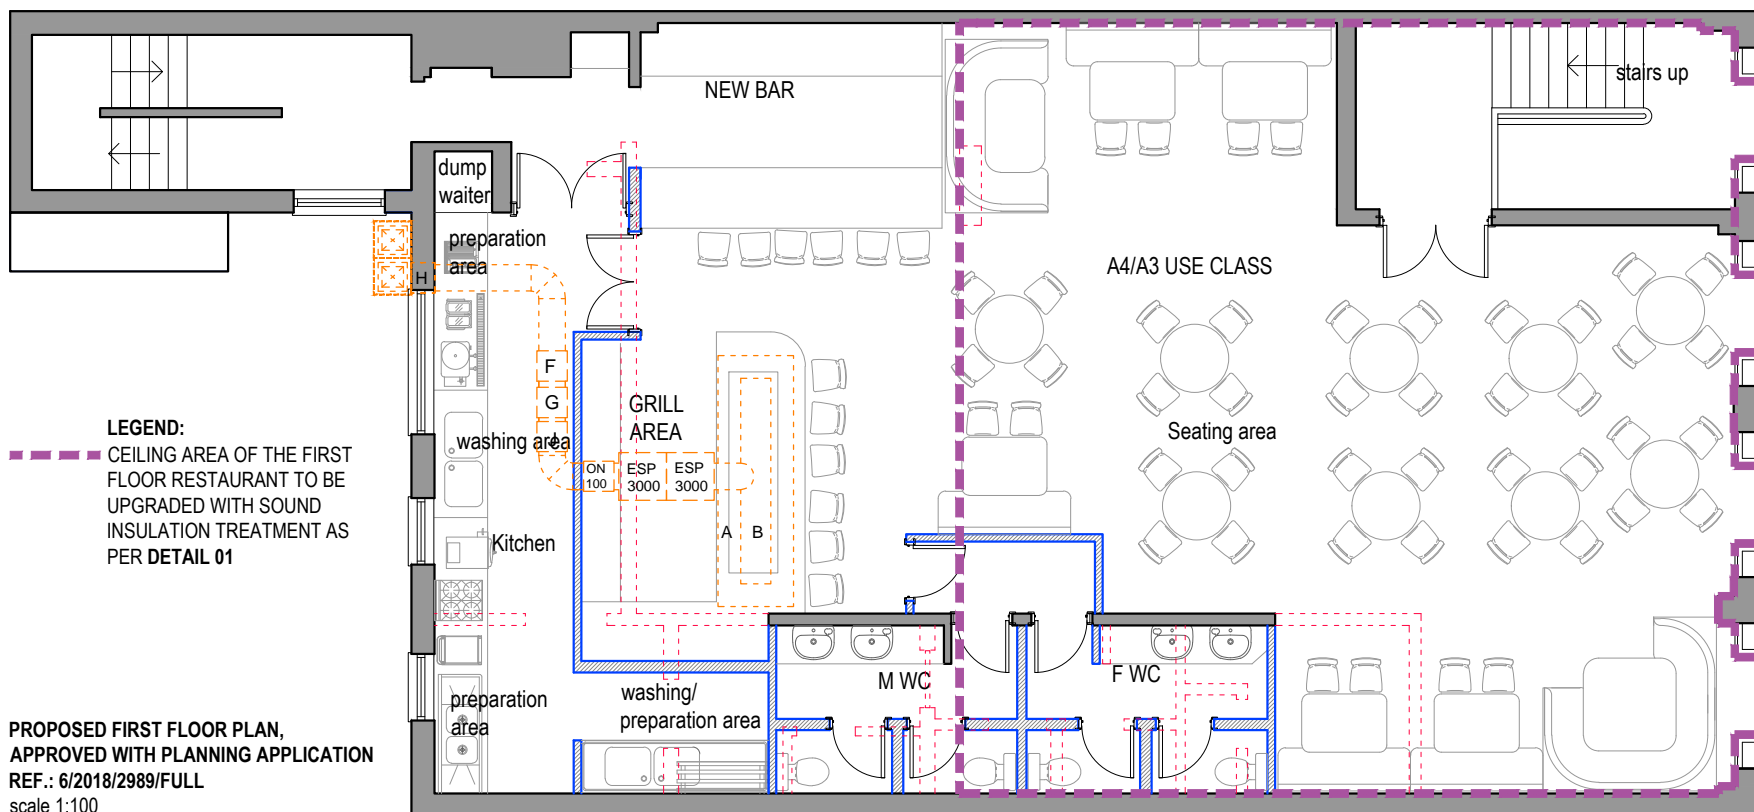 NEW BAR
stairs up
dump
waiter
preparation
area
H
A4/A3 USE CLASS
F
G
J
GRILL
AREA
washing area
Seating area
ON
100
ESP
3000
ESP
3000
A
B
Kitchen
LEGEND:
CEILING AREA OF THE FIRST
FLOOR RESTAURANT TO BE
UPGRADED WITH SOUND
INSULATION TREATMENT AS
PER DETAIL 01
M WC
F WC
preparation
area
washing/
preparation area
PROPOSED FIRST FLOOR PLAN,
APPROVED WITH PLANNING APPLICATION
REF.: 6/2018/2989/FULL
scale 1:100